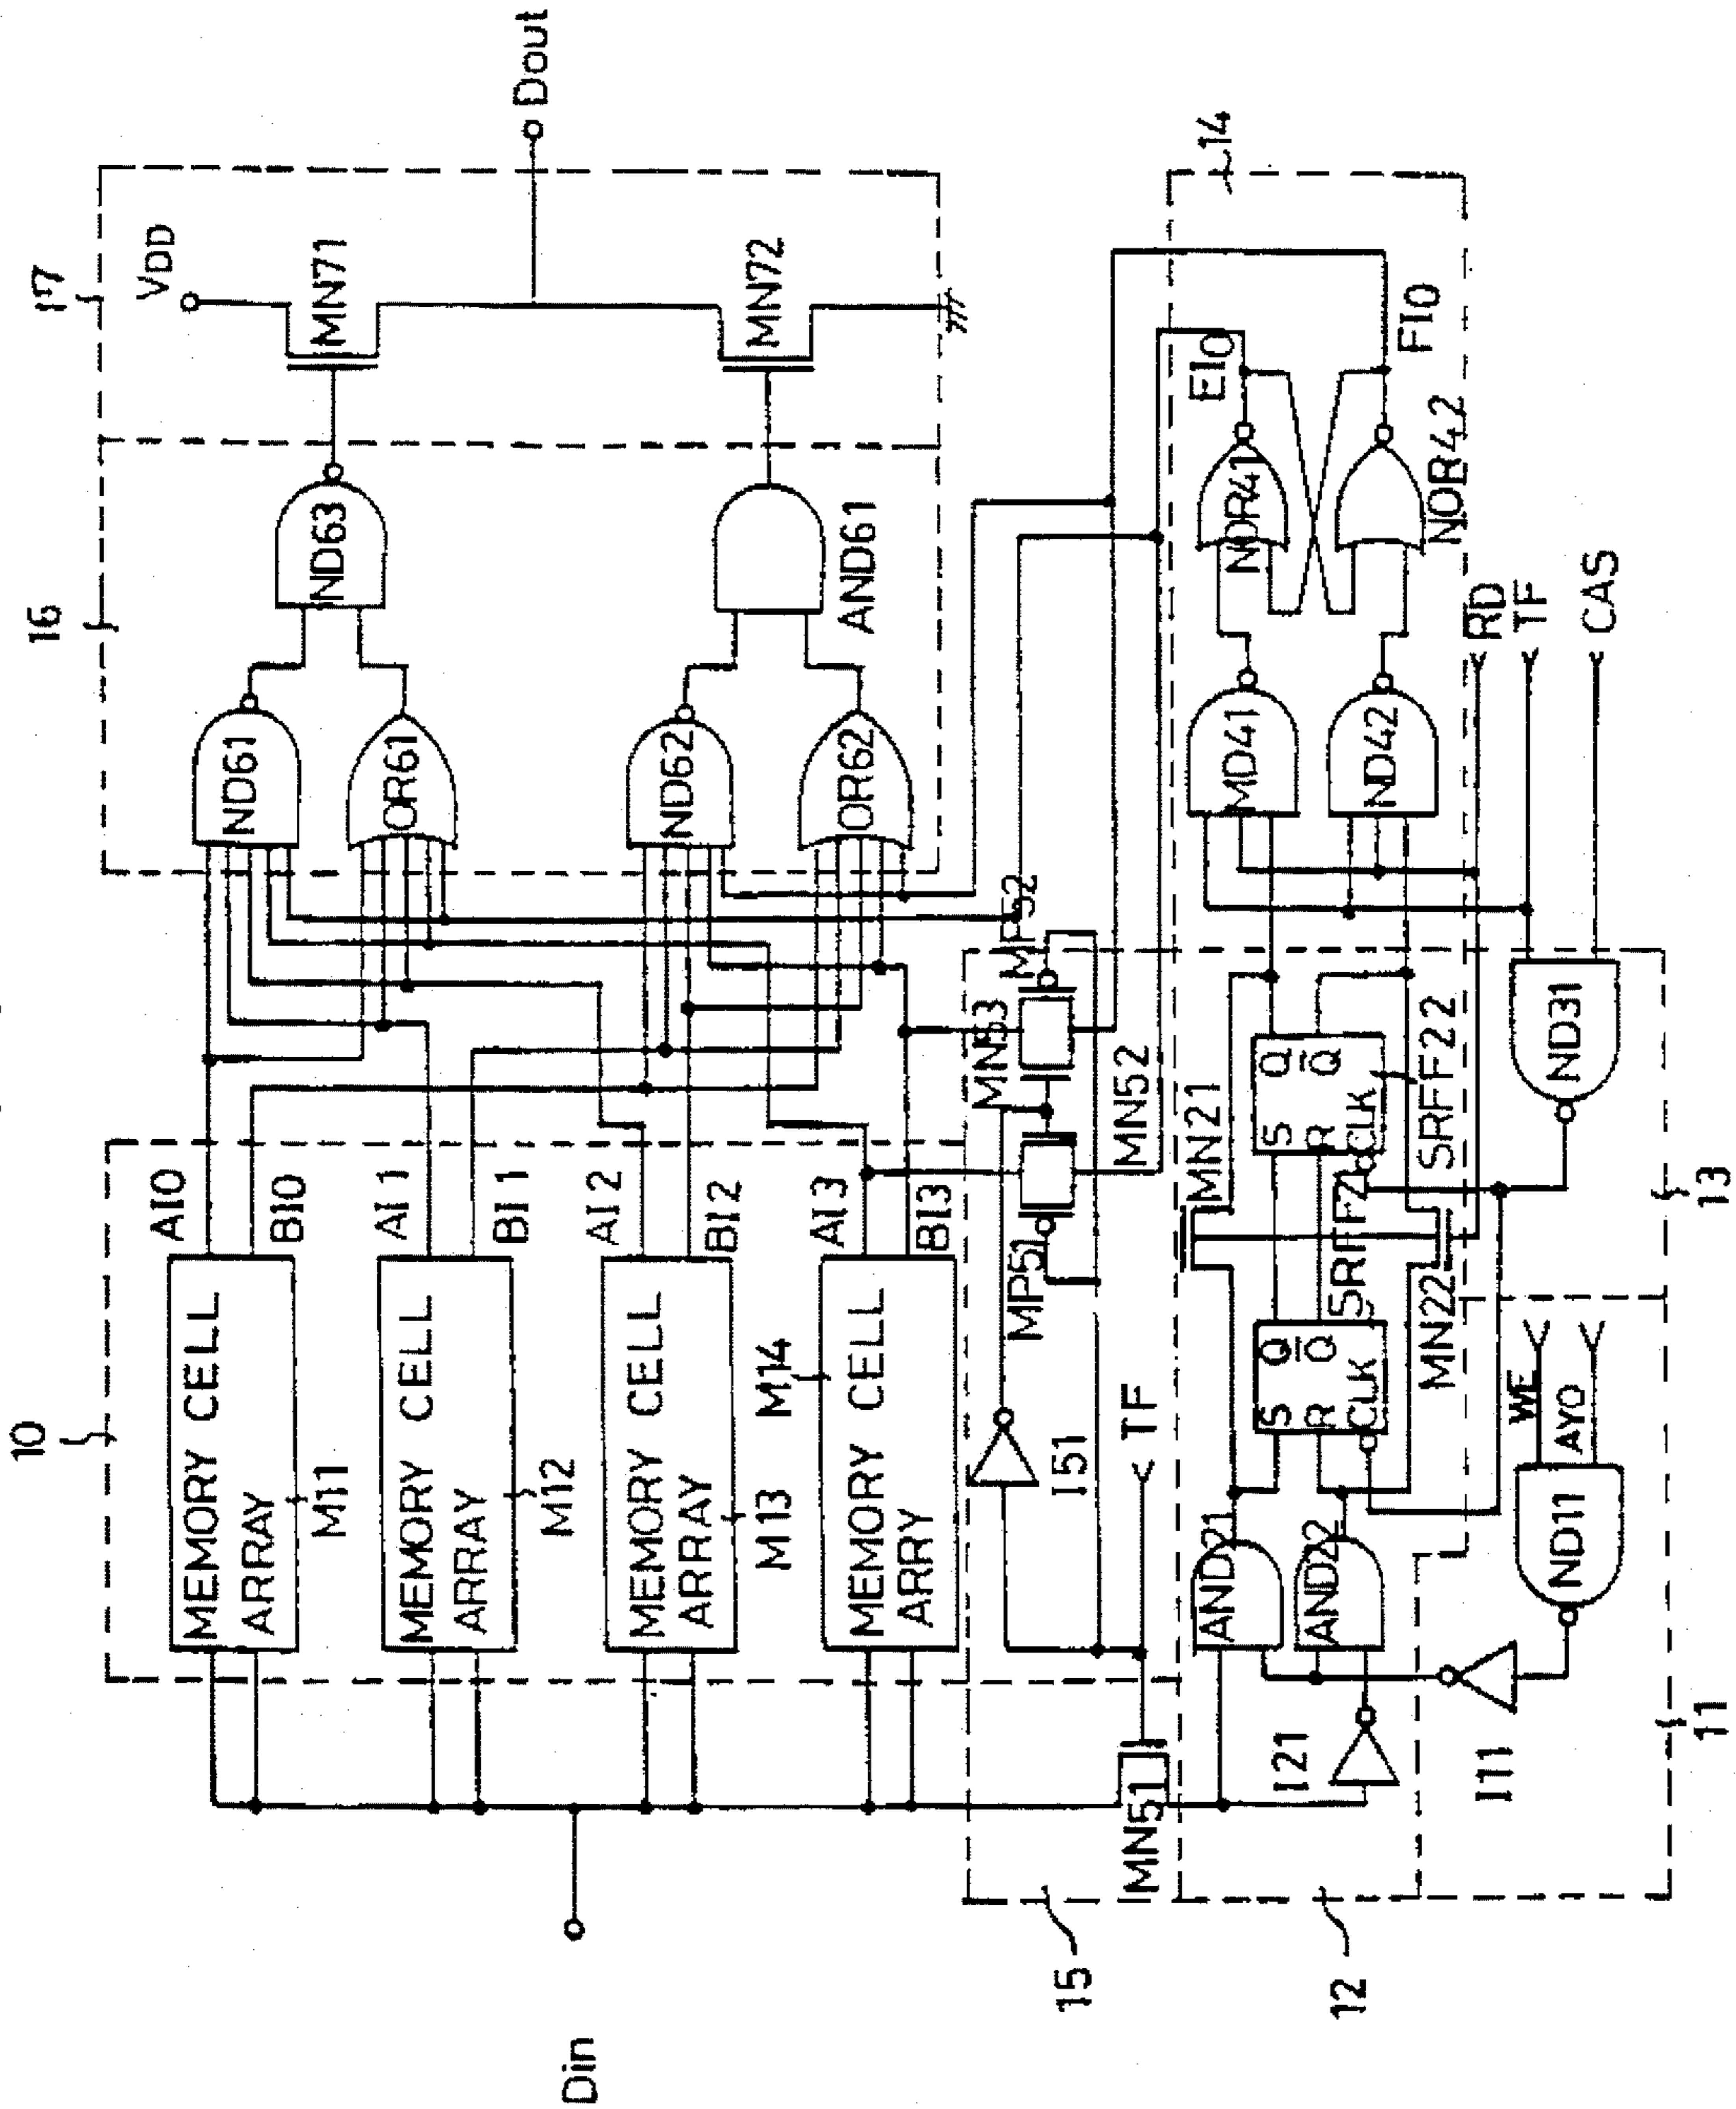 10
MEMORY CELL
ARRAY
M11
MEMORY CELL
ARRAY
M12
MEMORY CELL
ARRAY
M13
MEMORY CELL
ARRY
M14
AI0
BI0
AI1
BI1
AI2
BI2
AI3
BI3
Din
16
ND61
OR61
ND62
OR62
ND63
AND61
17
VDD
MN71
MN72
Dout
15
MN51
TF
I51
MP51
MN52
MN53
MP52
12
I21
AND21
AND22
S
R
CLK
Q
Q
SRFF21
MN21
MN22
S
R
CLK
Q
Q
SRFF22
14
MD41
ND42
NOR41
NOR42
EI0
FI0
RD
TF
CAS
13
ND31
11
I11
ND11
WE
AY0